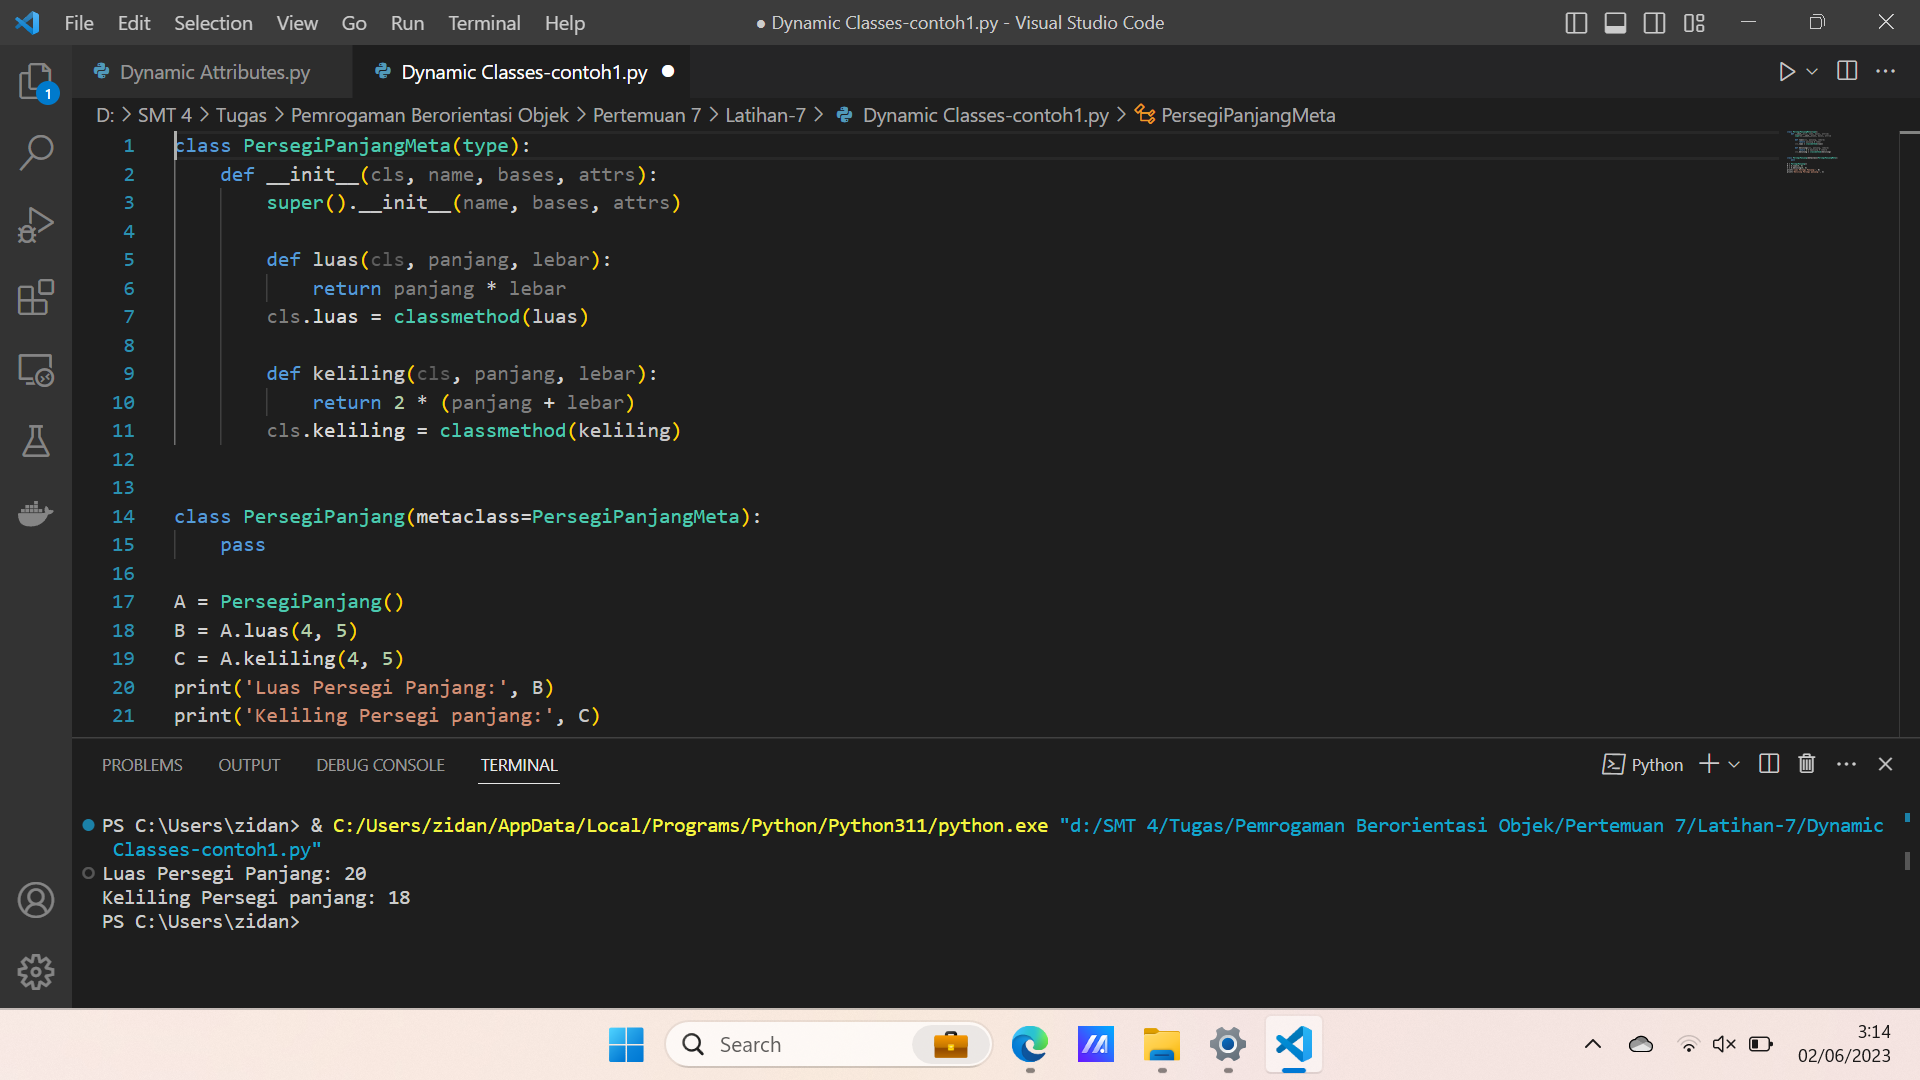 File Edit Selection View Go Run Terminal Help
● Dynamic Classes-contoh1.py - Visual Studio Code
Dynamic Attributes.py
Dynamic Classes-contoh1.py ●
1
D: > SMT 4 > Tugas > Pemrogaman Berorientasi Objek > Pertemuan 7 > Latihan-7 > Dynamic Classes-contoh1.py > PersegiPanjangMeta
1 class PersegiPanjangMeta(type):
2     def __init__(cls, name, bases, attrs):
3         super().__init__(name, bases, attrs)
4
5         def luas(cls, panjang, lebar):
6             return panjang * lebar
7         cls.luas = classmethod(luas)
8
9         def keliling(cls, panjang, lebar):
10             return 2 * (panjang + lebar)
11         cls.keliling = classmethod(keliling)
12
13
14 class PersegiPanjang(metaclass=PersegiPanjangMeta):
15     pass
16
17 A = PersegiPanjang()
18 B = A.luas(4, 5)
19 C = A.keliling(4, 5)
20 print('Luas Persegi Panjang:', B)
21 print('Keliling Persegi panjang:', C)
PROBLEMS OUTPUT DEBUG CONSOLE TERMINAL
Python
PS C:\Users\zidan> & C:/Users/zidan/AppData/Local/Programs/Python/Python311/python.exe "d:/SMT 4/Tugas/Pemrogaman Berorientasi Objek/Pertemuan 7/Latihan-7/Dynamic
Classes-contoh1.py"
Luas Persegi Panjang: 20
Keliling Persegi panjang: 18
PS C:\Users\zidan>
Search
3:14
02/06/2023